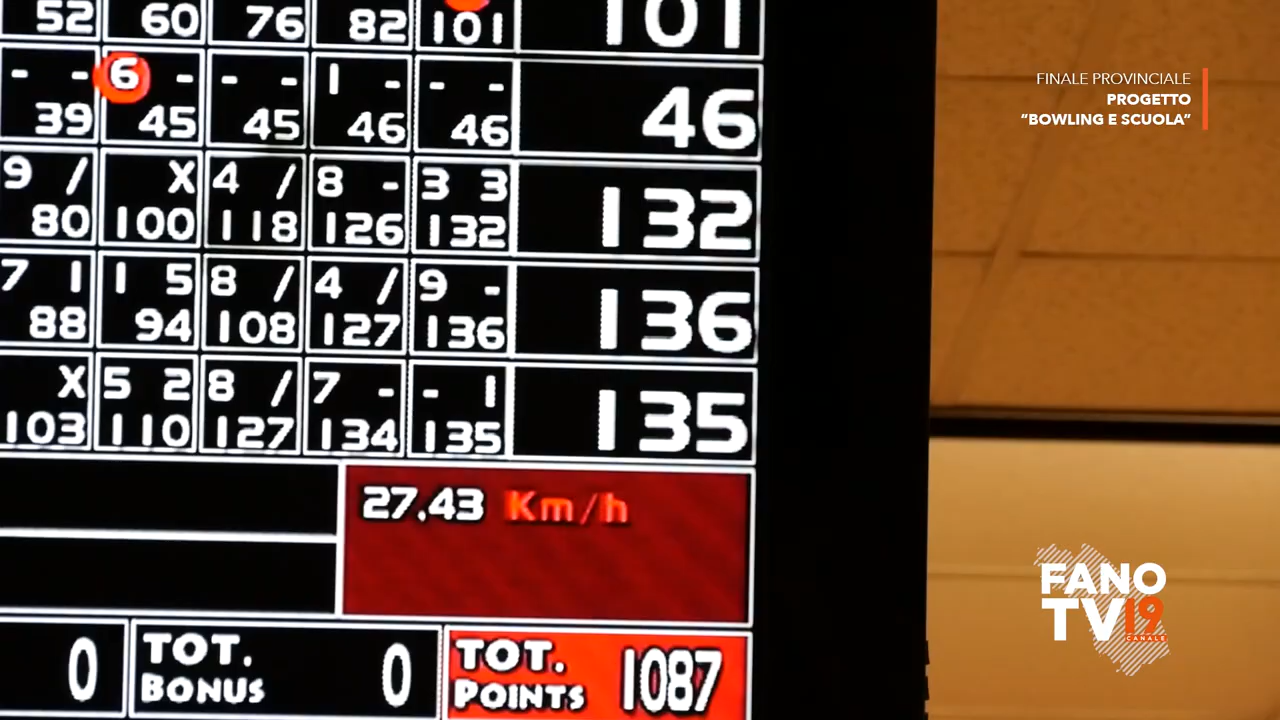 52 60 76 82 101 101
- - 6 - - - 1 - - -
39 45 45 46 46 46
9 / X 4 / 8 - 3 3
80 100 118 126 132 132
7 1 1 5 8 / 4 / 9 -
88 94 108 127 136 136
X 5 2 8 / 7 - - 1
103 110 127 134 135 135
27,43 Km/h
0 TOT. BONUS 0 TOT. POINTS 1087
FINALE PROVINCIALE
PROGETTO
“BOWLING E SCUOLA”
FANO
TV19
CANALE